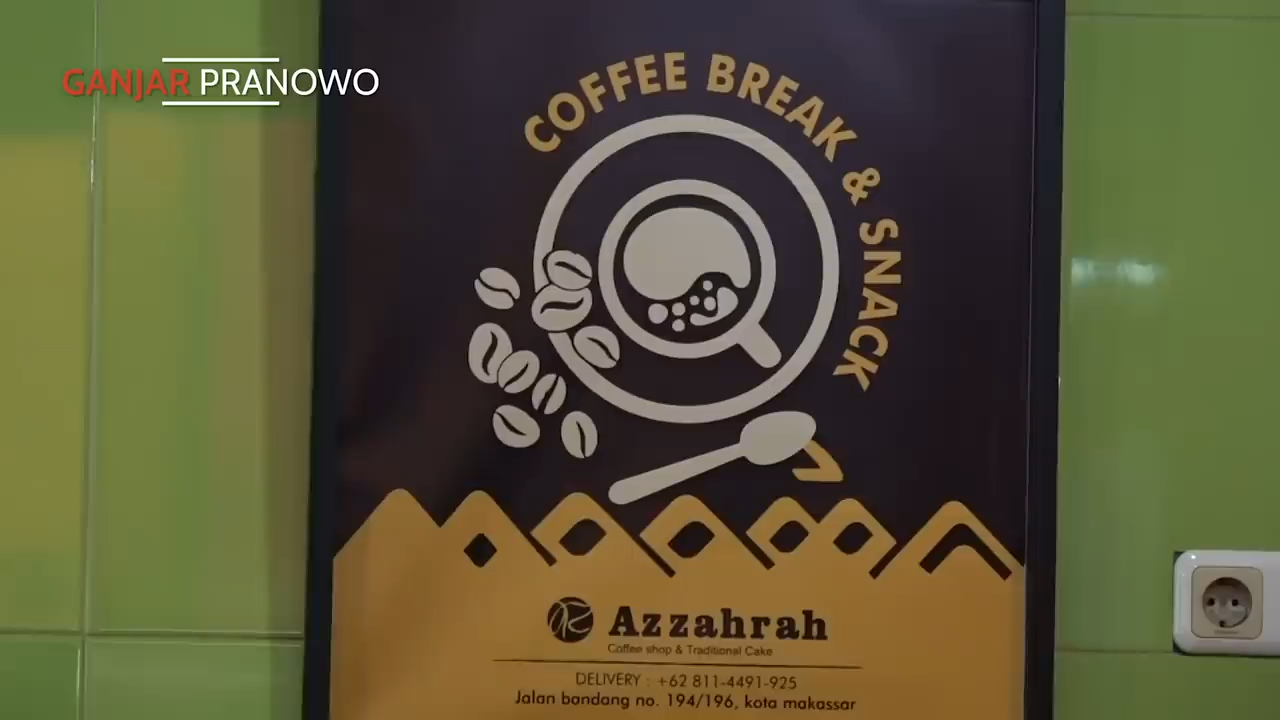 GANJAR PRANOWO
COFFEE BREAK & SNACK
Azzahrah
Coffee shop & Traditional Cake
DELIVERY : +62 811-4491-925
Jalan bandang no. 194/196, kota makassar